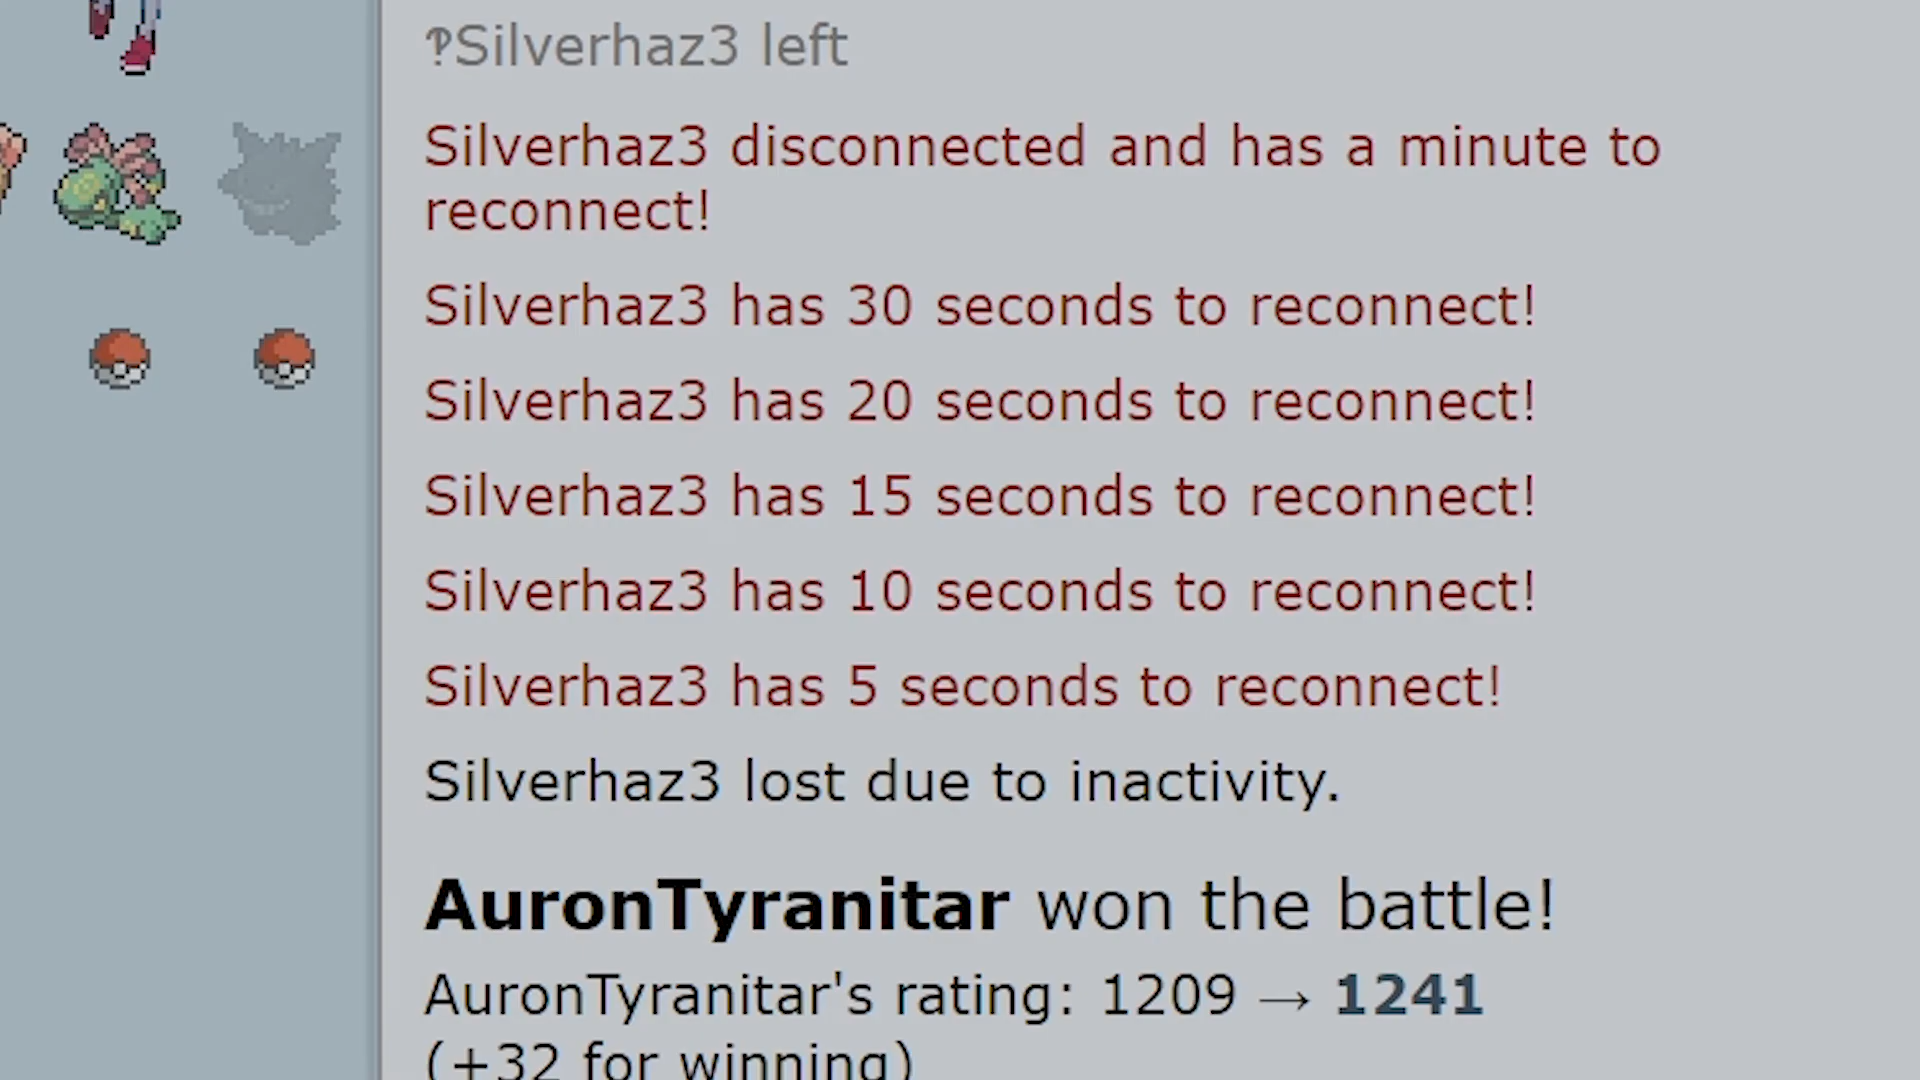 ‽Silverhaz3 left
Silverhaz3 disconnected and has a minute to
reconnect!
Silverhaz3 has 30 seconds to reconnect!
Silverhaz3 has 20 seconds to reconnect!
Silverhaz3 has 15 seconds to reconnect!
Silverhaz3 has 10 seconds to reconnect!
Silverhaz3 has 5 seconds to reconnect!
Silverhaz3 lost due to inactivity.
AuronTyranitar won the battle!
AuronTyranitar's rating: 1209 → 1241
(+32 for winning)